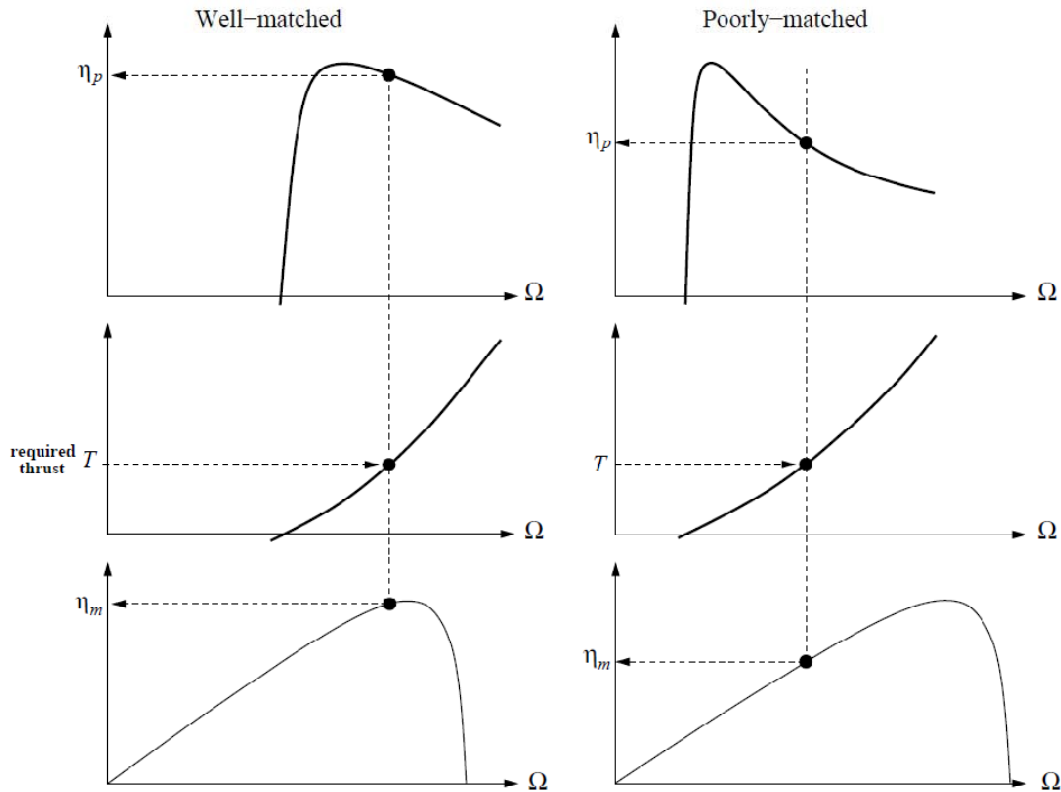 Well−matched
Poorly−matched
ηp
Ω
ηp
Ω
required
thrust T
Ω
T
Ω
ηm
Ω
ηm
Ω